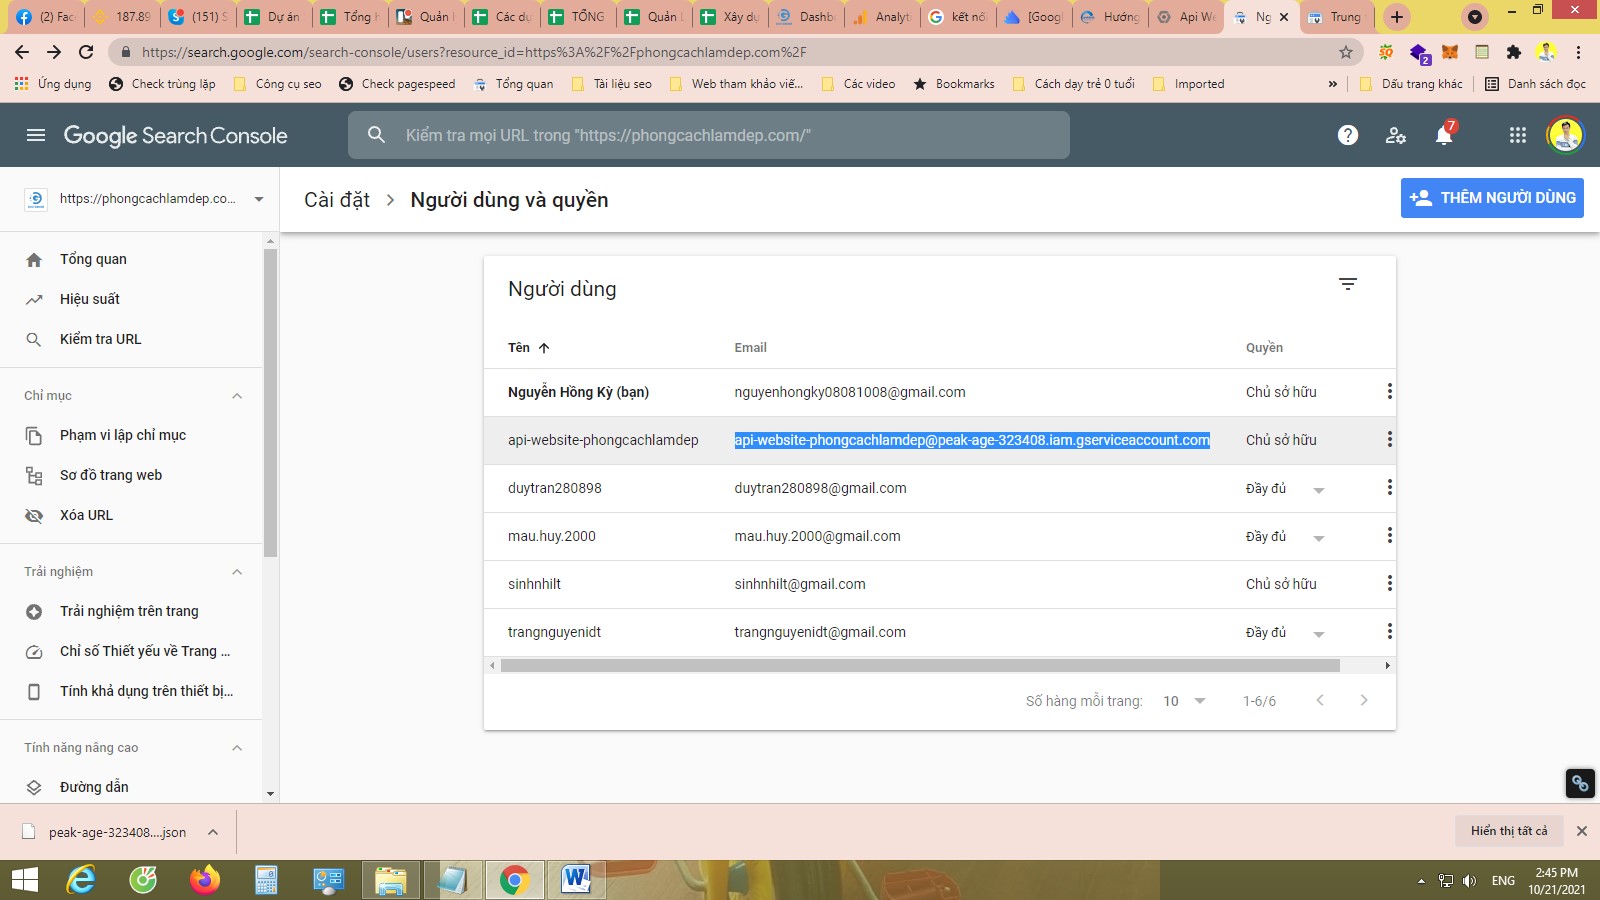 (2) Fac
187.89
(151) S
Dự án
Tổng h
Quản l
Các dự
TỔNG
Quản L
Xây dự
Dashb
Analyt
kết nố
[Goog
Hướng
Api We
Ng
Trung
https://search.google.com/search-console/users?resource_id=https%3A%2F%2Fphongcachlamdep.com%2F
2
Ứng dụng
Check trùng lặp
Công cụ seo
Check pagespeed
Tổng quan
Tài liệu seo
Web tham khảo viế...
Các video
Bookmarks
Cách dạy trẻ 0 tuổi
Imported
»
Dấu trang khác
Danh sách đọc
Google Search Console
Kiểm tra mọi URL trong "https://phongcachlamdep.com/"
7
https://phongcachlamdep.co...
Cài đặt > Người dùng và quyền
THÊM NGƯỜI DÙNG
Tổng quan
Hiệu suất
Kiểm tra URL
Chỉ mục
Phạm vi lập chỉ mục
Sơ đồ trang web
Xóa URL
Trải nghiệm
Trải nghiệm trên trang
Chỉ số Thiết yếu về Trang ...
Tính khả dụng trên thiết bị...
Tính năng nâng cao
Đường dẫn
Người dùng
Tên Email Quyền
Nguyễn Hồng Kỳ (bạn) nguyenhongky08081008@gmail.com Chủ sở hữu
api-website-phongcachlamdep api-website-phongcachlamdep@peak-age-323408.iam.gserviceaccount.com Chủ sở hữu
duytran280898 duytran280898@gmail.com Đầy đủ
mau.huy.2000 mau.huy.2000@gmail.com Đầy đủ
sinhnhilt sinhnhilt@gmail.com Chủ sở hữu
trangnguyenidt trangnguyenidt@gmail.com Đầy đủ
Số hàng mỗi trang: 10 1-6/6
peak-age-323408....json
Hiển thị tất cả
ENG
2:45 PM
10/21/2021